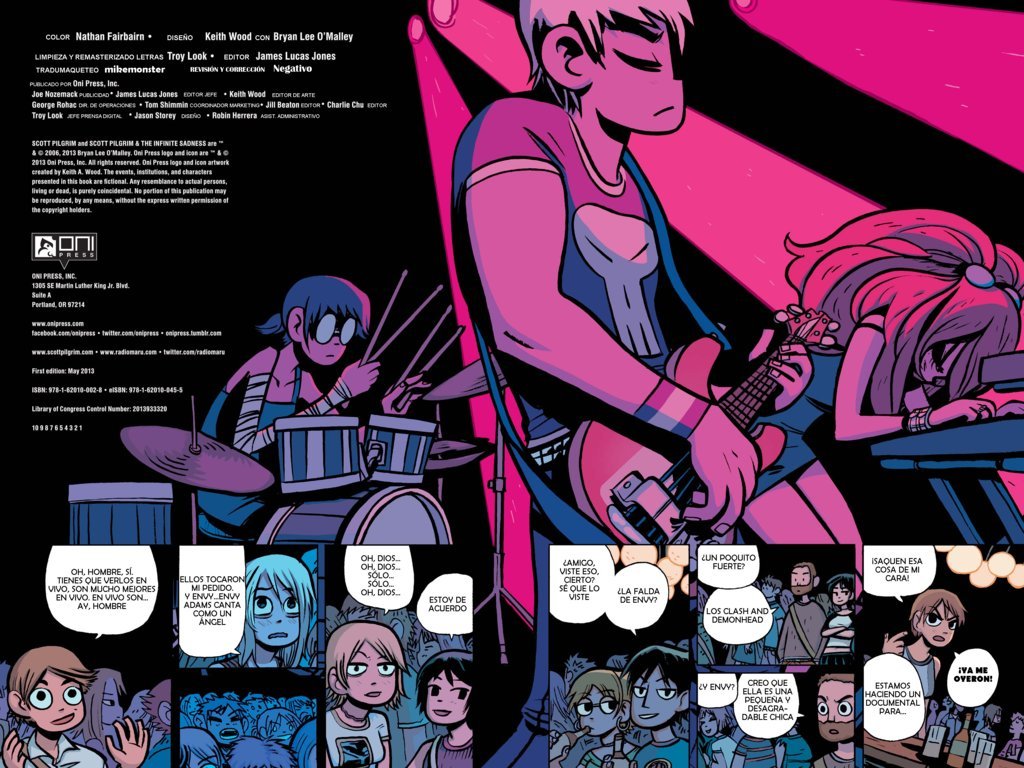 COLOR Nathan Fairbairn • DISEÑO Keith Wood CON Bryan Lee O'Malley
LIMPIEZA Y REMASTERIZADO LETRAS Troy Look • EDITOR James Lucas Jones
TRADUMAQUETEO mikemonster REVISIÓN Y CORRECCIÓN Negativo
PUBLICADO POR Oni Press, Inc.
Joe Nozemack PUBLICIDAD • James Lucas Jones EDITOR JEFE • Keith Wood EDITOR DE ARTE
George Rohac DIR. DE OPERACIONES • Tom Shimmin COORDINADOR MARKETING • Jill Beaton EDITOR • Charlie Chu EDITOR
Troy Look JEFE PRENSA DIGITAL • Jason Storey DISEÑO • Robin Herrera ASIST. ADMINISTRATIVO
SCOTT PILGRIM and SCOTT PILGRIM & THE INFINITE SADNESS are ™
& © 2006, 2013 Bryan Lee O'Malley. Oni Press logo and icon are ™ & ©
2013 Oni Press, Inc. All rights reserved. Oni Press logo and icon artwork
created by Keith A. Wood. The events, institutions, and characters
presented in this book are fictional. Any resemblance to actual persons,
living or dead, is purely coincidental. No portion of this publication may
be reproduced, by any means, without the express written permission of
the copyright holders.
ONI
PRESS
ONI PRESS, INC.
1305 SE Martin Luther King Jr. Blvd.
Suite A
Portland, OR 97214
www.onipress.com
facebook.com/onipress • twitter.com/onipress • onipress.tumblr.com
www.scottpilgrim.com • www.radiomaru.com • twitter.com/radiomaru
First edition: May 2013
ISBN: 978-1-62010-002-8 • eISBN: 978-1-62010-045-5
Library of Congress Control Number: 2013933320
10 9 8 7 6 5 4 3 2 1
OH, HOMBRE, SÍ.
TIENES QUE VERLOS EN
VIVO, SON MUCHO MEJORES
EN VIVO. EN VIVO SON...
AY, HOMBRE
ELLOS TOCARON
MI PEDIDO.
Y ENVY...ENVY
ADAMS CANTA
COMO UN
ÁNGEL
OH, DIOS...
OH, DIOS...
SÓLO...
SÓLO...
OH, DIOS...
ESTOY DE
ACUERDO
¿AMIGO,
VISTE ESO,
CIERTO?
SÉ QUE LO
VISTE
¿LA FALDA
DE ENVY?
¿UN POQUITO
FUERTE?
LOS CLASH AND
DEMONHEAD
¿Y ENVY?
CREO QUE
ELLA ES UNA
PEQUEÑA Y
DESAGRA-
DABLE CHICA
¡SAQUEN ESA
COSA DE MI
CARA!
¡YA ME
OYERON!
ESTAMOS
HACIENDO UN
DOCUMENTAL
PARA...